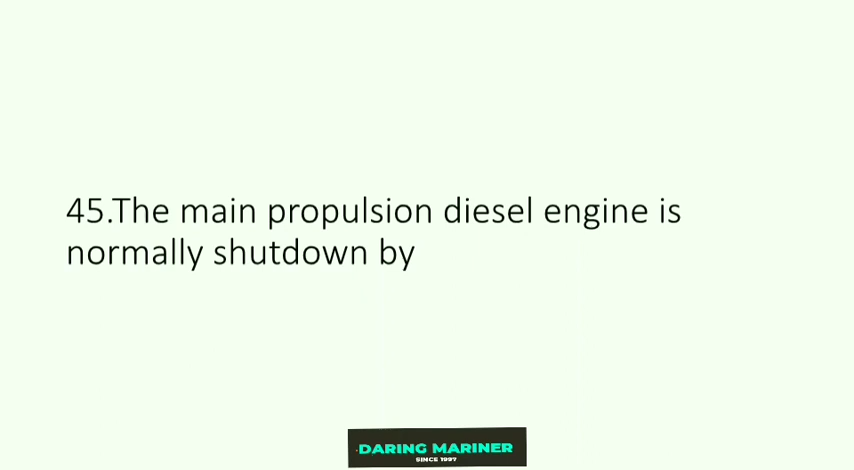 45.The main propulsion diesel engine is
normally shutdown by
DARING MARINER
SINCE 1997